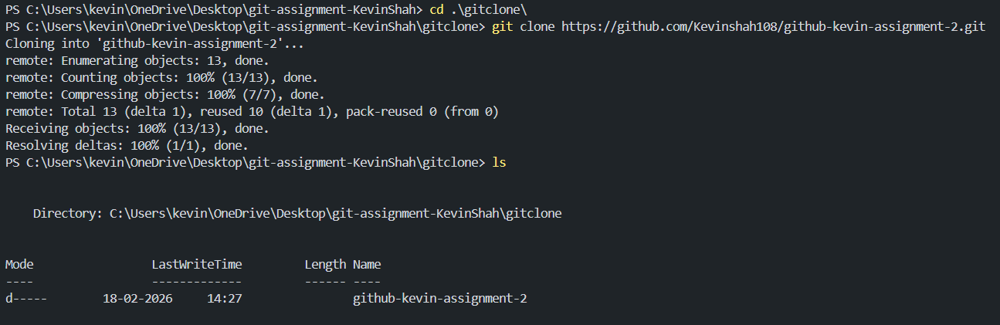 PS C:\Users\kevin\OneDrive\Desktop\git-assignment-KevinShah> cd .\gitclone\
PS C:\Users\kevin\OneDrive\Desktop\git-assignment-KevinShah\gitclone> git clone https://github.com/Kevinshah108/github-kevin-assignment-2.git
Cloning into 'github-kevin-assignment-2'...
remote: Enumerating objects: 13, done.
remote: Counting objects: 100% (13/13), done.
remote: Compressing objects: 100% (7/7), done.
remote: Total 13 (delta 1), reused 10 (delta 1), pack-reused 0 (from 0)
Receiving objects: 100% (13/13), done.
Resolving deltas: 100% (1/1), done.
PS C:\Users\kevin\OneDrive\Desktop\git-assignment-KevinShah\gitclone> ls
    Directory: C:\Users\kevin\OneDrive\Desktop\git-assignment-KevinShah\gitclone
Mode                 LastWriteTime         Length Name
----                 -------------         ------ ----
d-----        18-02-2026     14:27                github-kevin-assignment-2